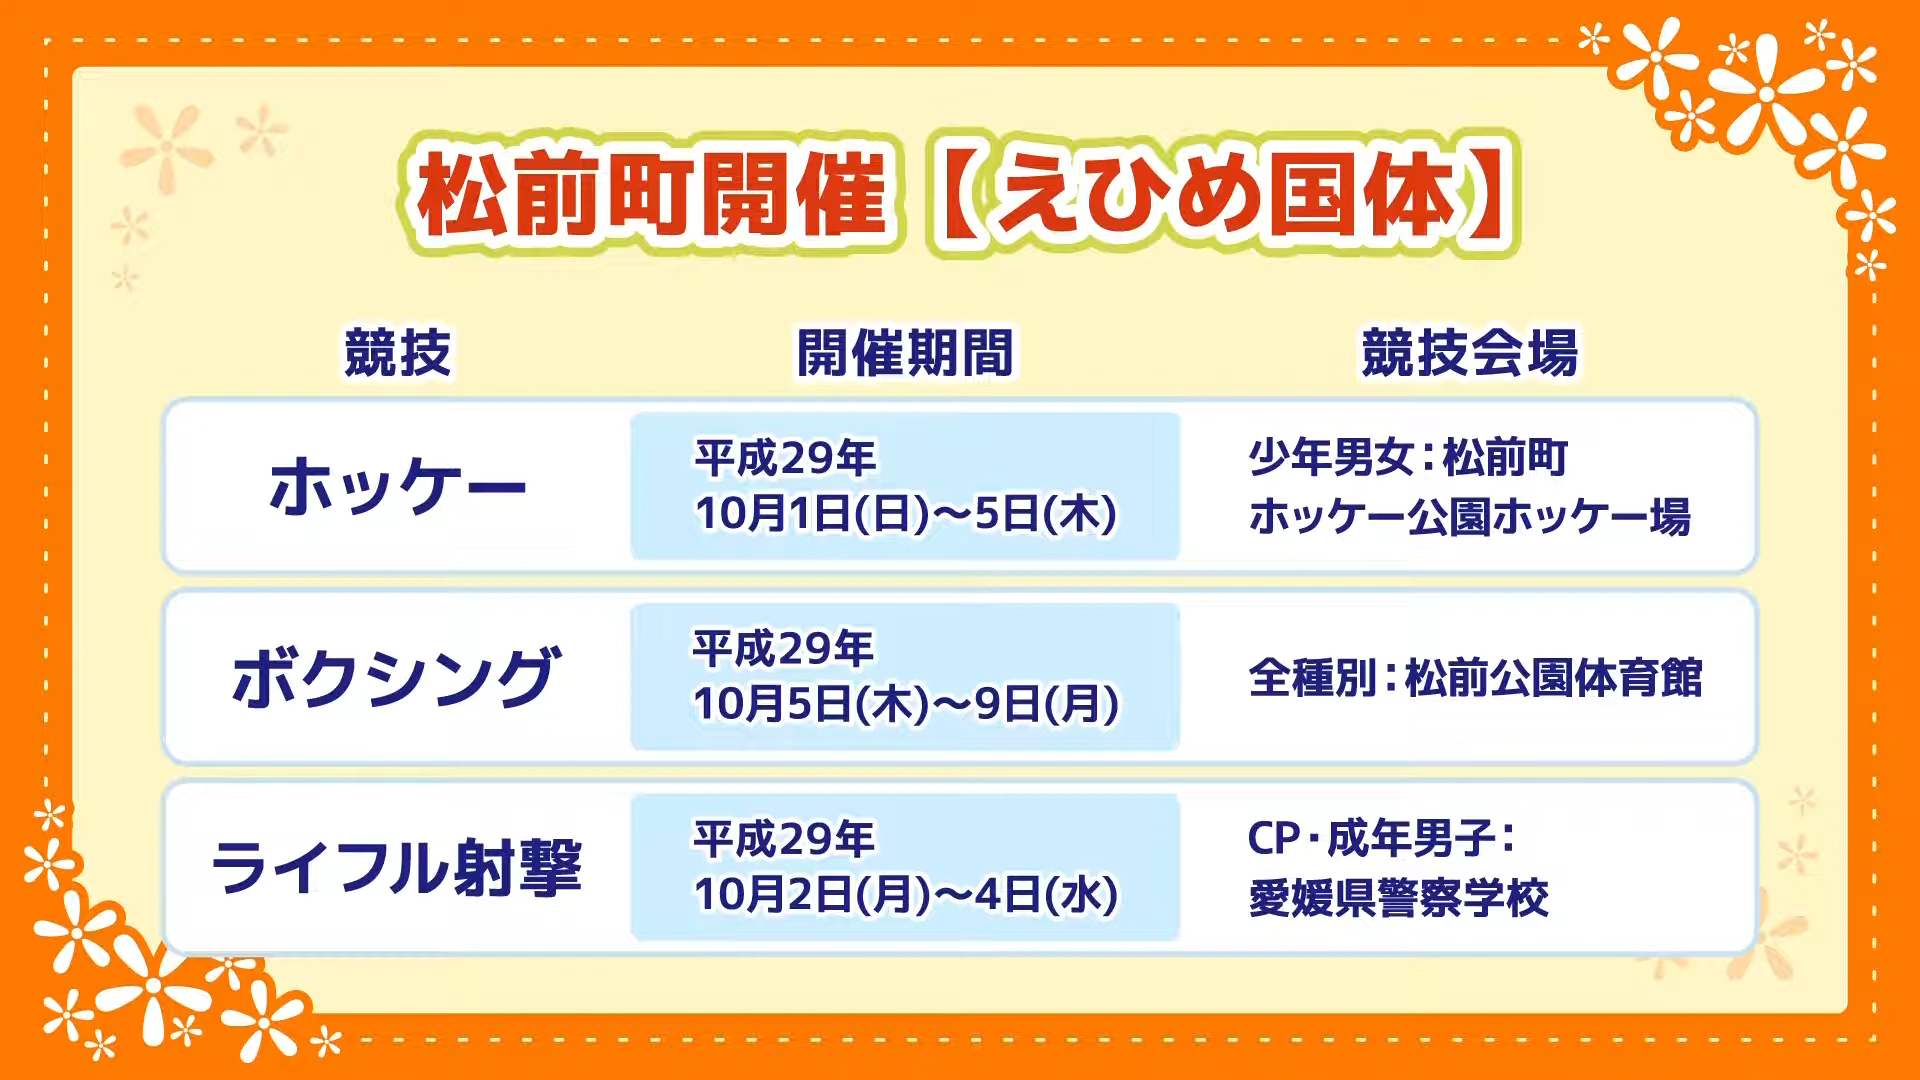 松前町開催【えひめ国体】
競技 開催期間 競技会場
ホッケー
平成29年
10月1日(日)～5日(木)
少年男女：松前町
ホッケー公園ホッケー場
ボクシング
平成29年
10月5日(木)～9日(月)
全種別：松前公園体育館
ライフル射撃
平成29年
10月2日(月)～4日(水)
CP・成年男子：
愛媛県警察学校